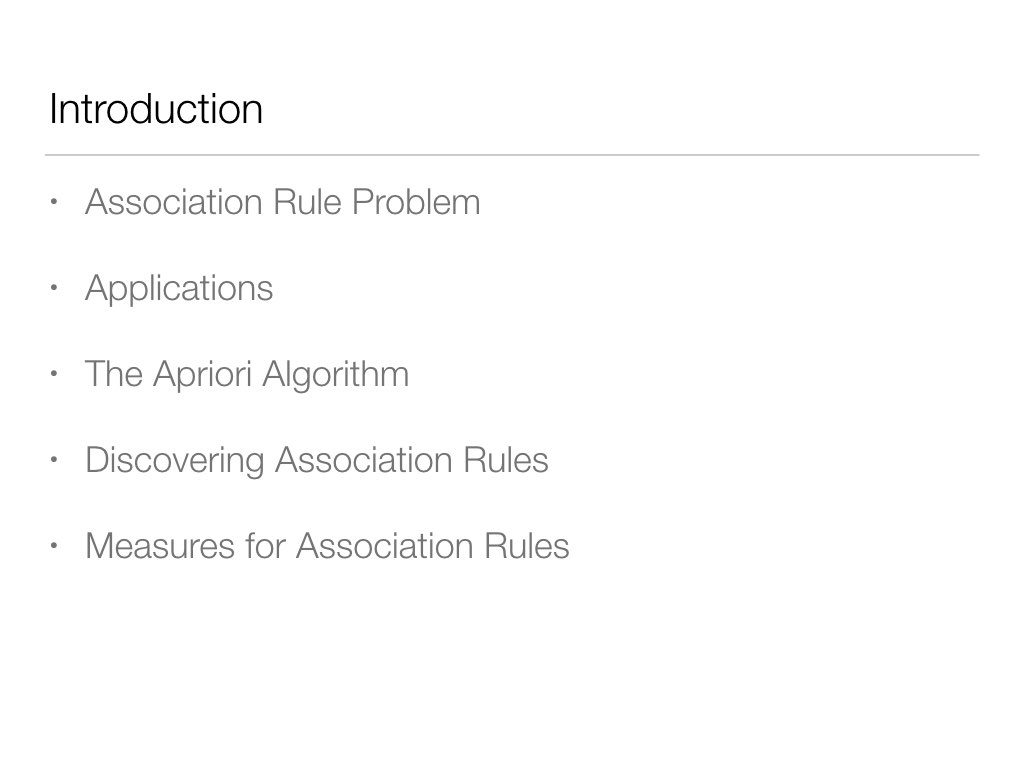 Introduction
• Association Rule Problem
• Applications
• The Apriori Algorithm
• Discovering Association Rules
• Measures for Association Rules